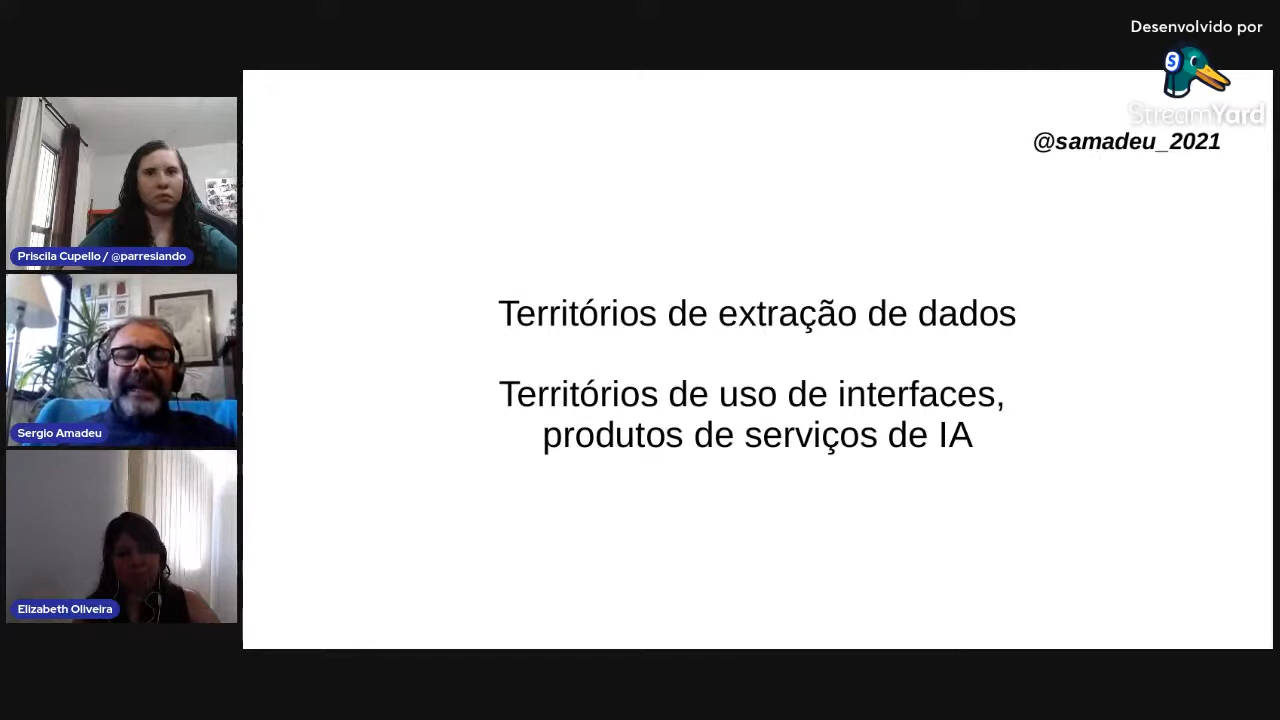 Desenvolvido por
StreamYard
@samadeu_2021
Priscila Cupello / @parresiando
Territórios de extração de dados
Territórios de uso de interfaces,
produtos de serviços de IA
Sergio Amadeu
Elizabeth Oliveira